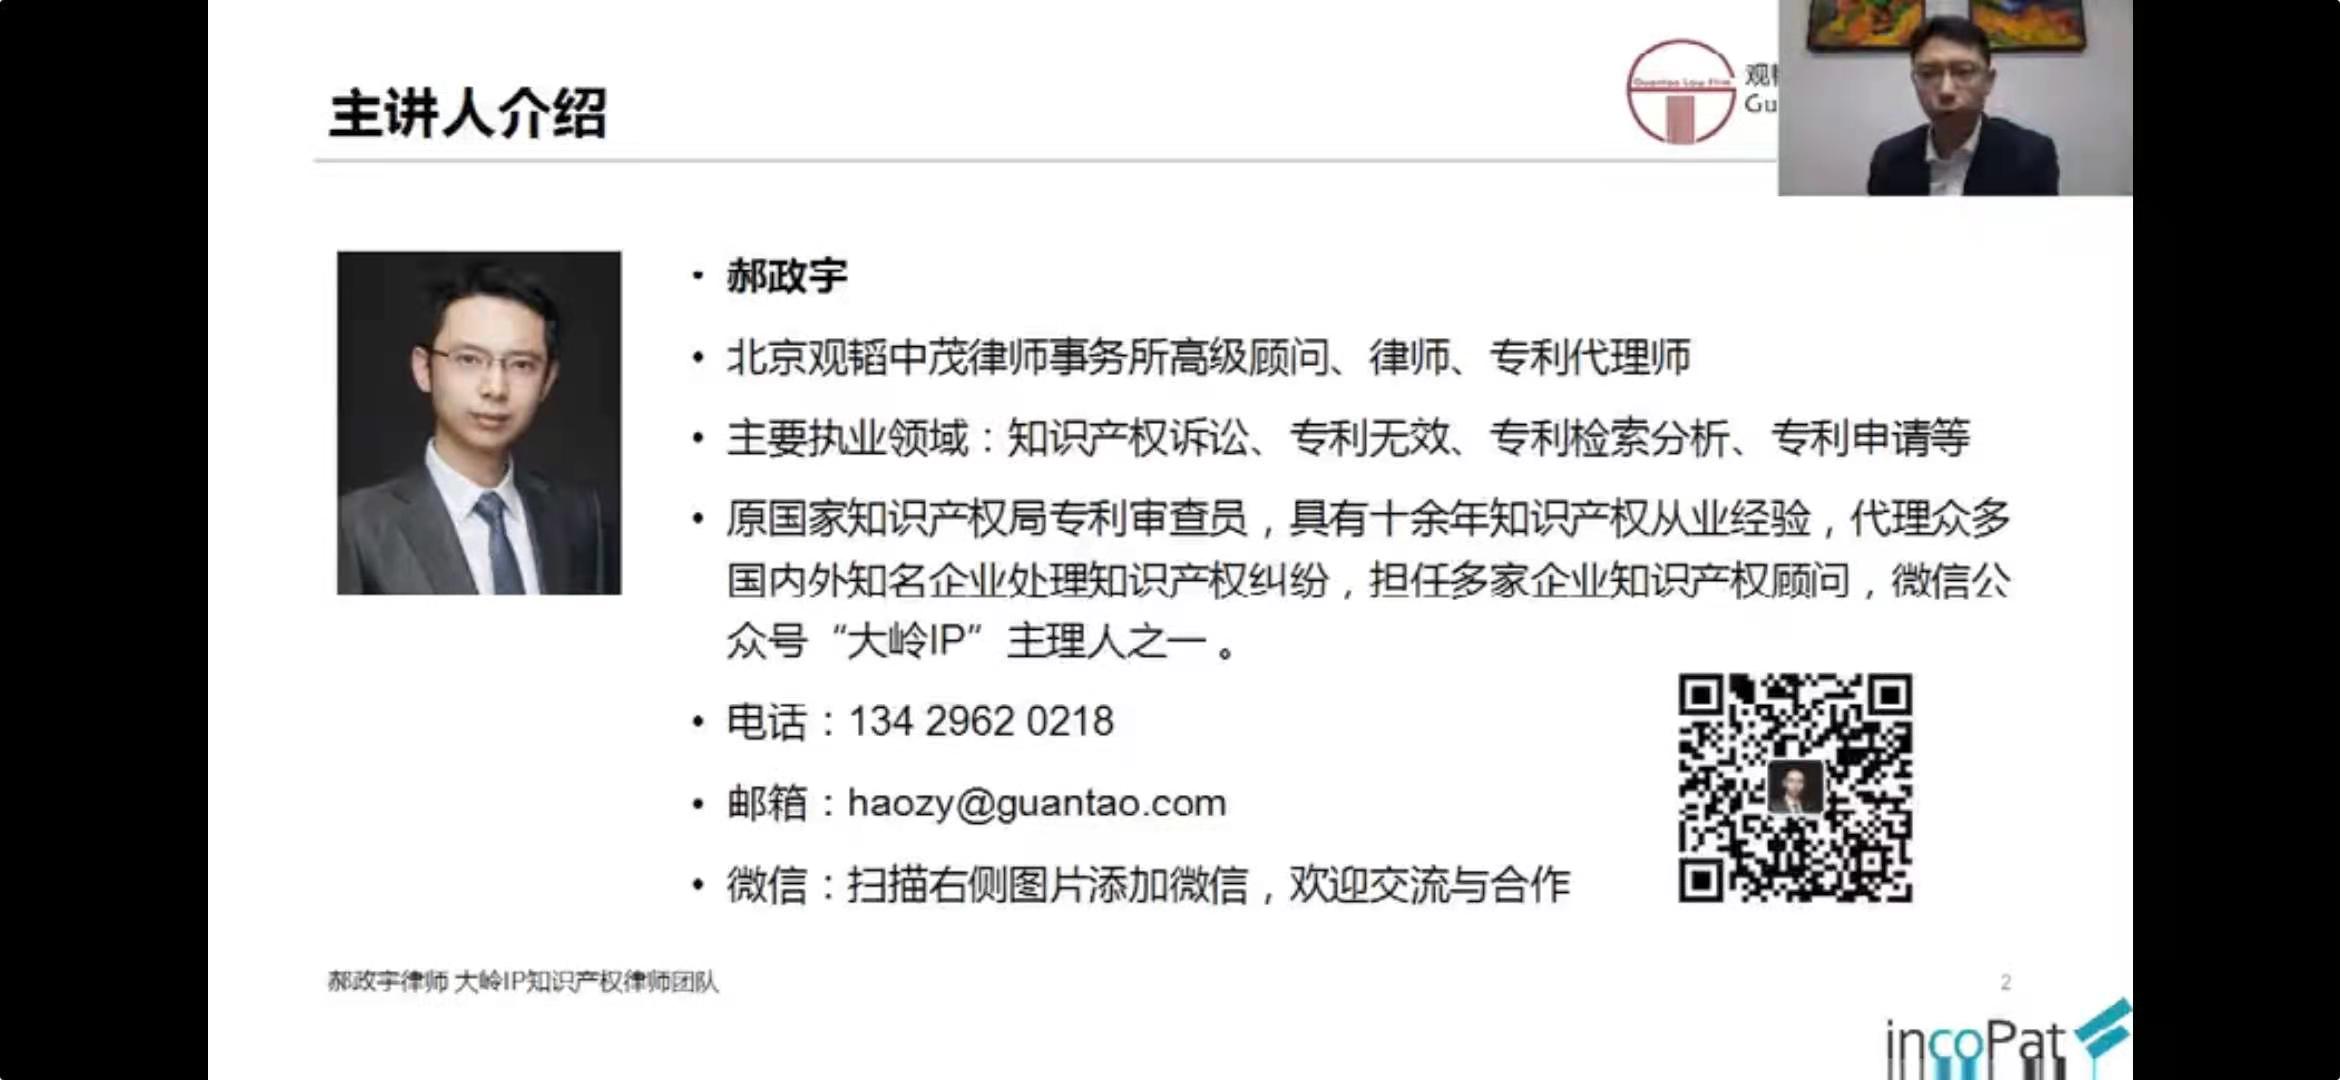 主讲人介绍
Guantao Law Firm
观
Gu
郝政宇
北京观韬中茂律师事务所高级顾问、律师、专利代理师
主要执业领域：知识产权诉讼、专利无效、专利检索分析、专利申请等
原国家知识产权局专利审查员，具有十余年知识产权从业经验，代理众多
国内外知名企业处理知识产权纠纷，担任多家企业知识产权顾问，微信公
众号“大岭IP”主理人之一。
电话：134 2962 0218
邮箱：haozy@guantao.com
微信：扫描右侧图片添加微信，欢迎交流与合作
郝政宇律师 大岭IP知识产权律师团队
2
incoPat